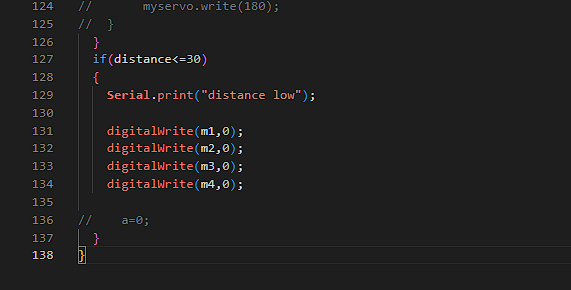 124 //       myservo.write(180);
125 //  }
126   }
127   if(distance<=30)
128   {
129     Serial.print("distance low");
130
131     digitalWrite(m1,0);
132     digitalWrite(m2,0);
133     digitalWrite(m3,0);
134     digitalWrite(m4,0);
135
136 //    a=0;
137   }
138 }